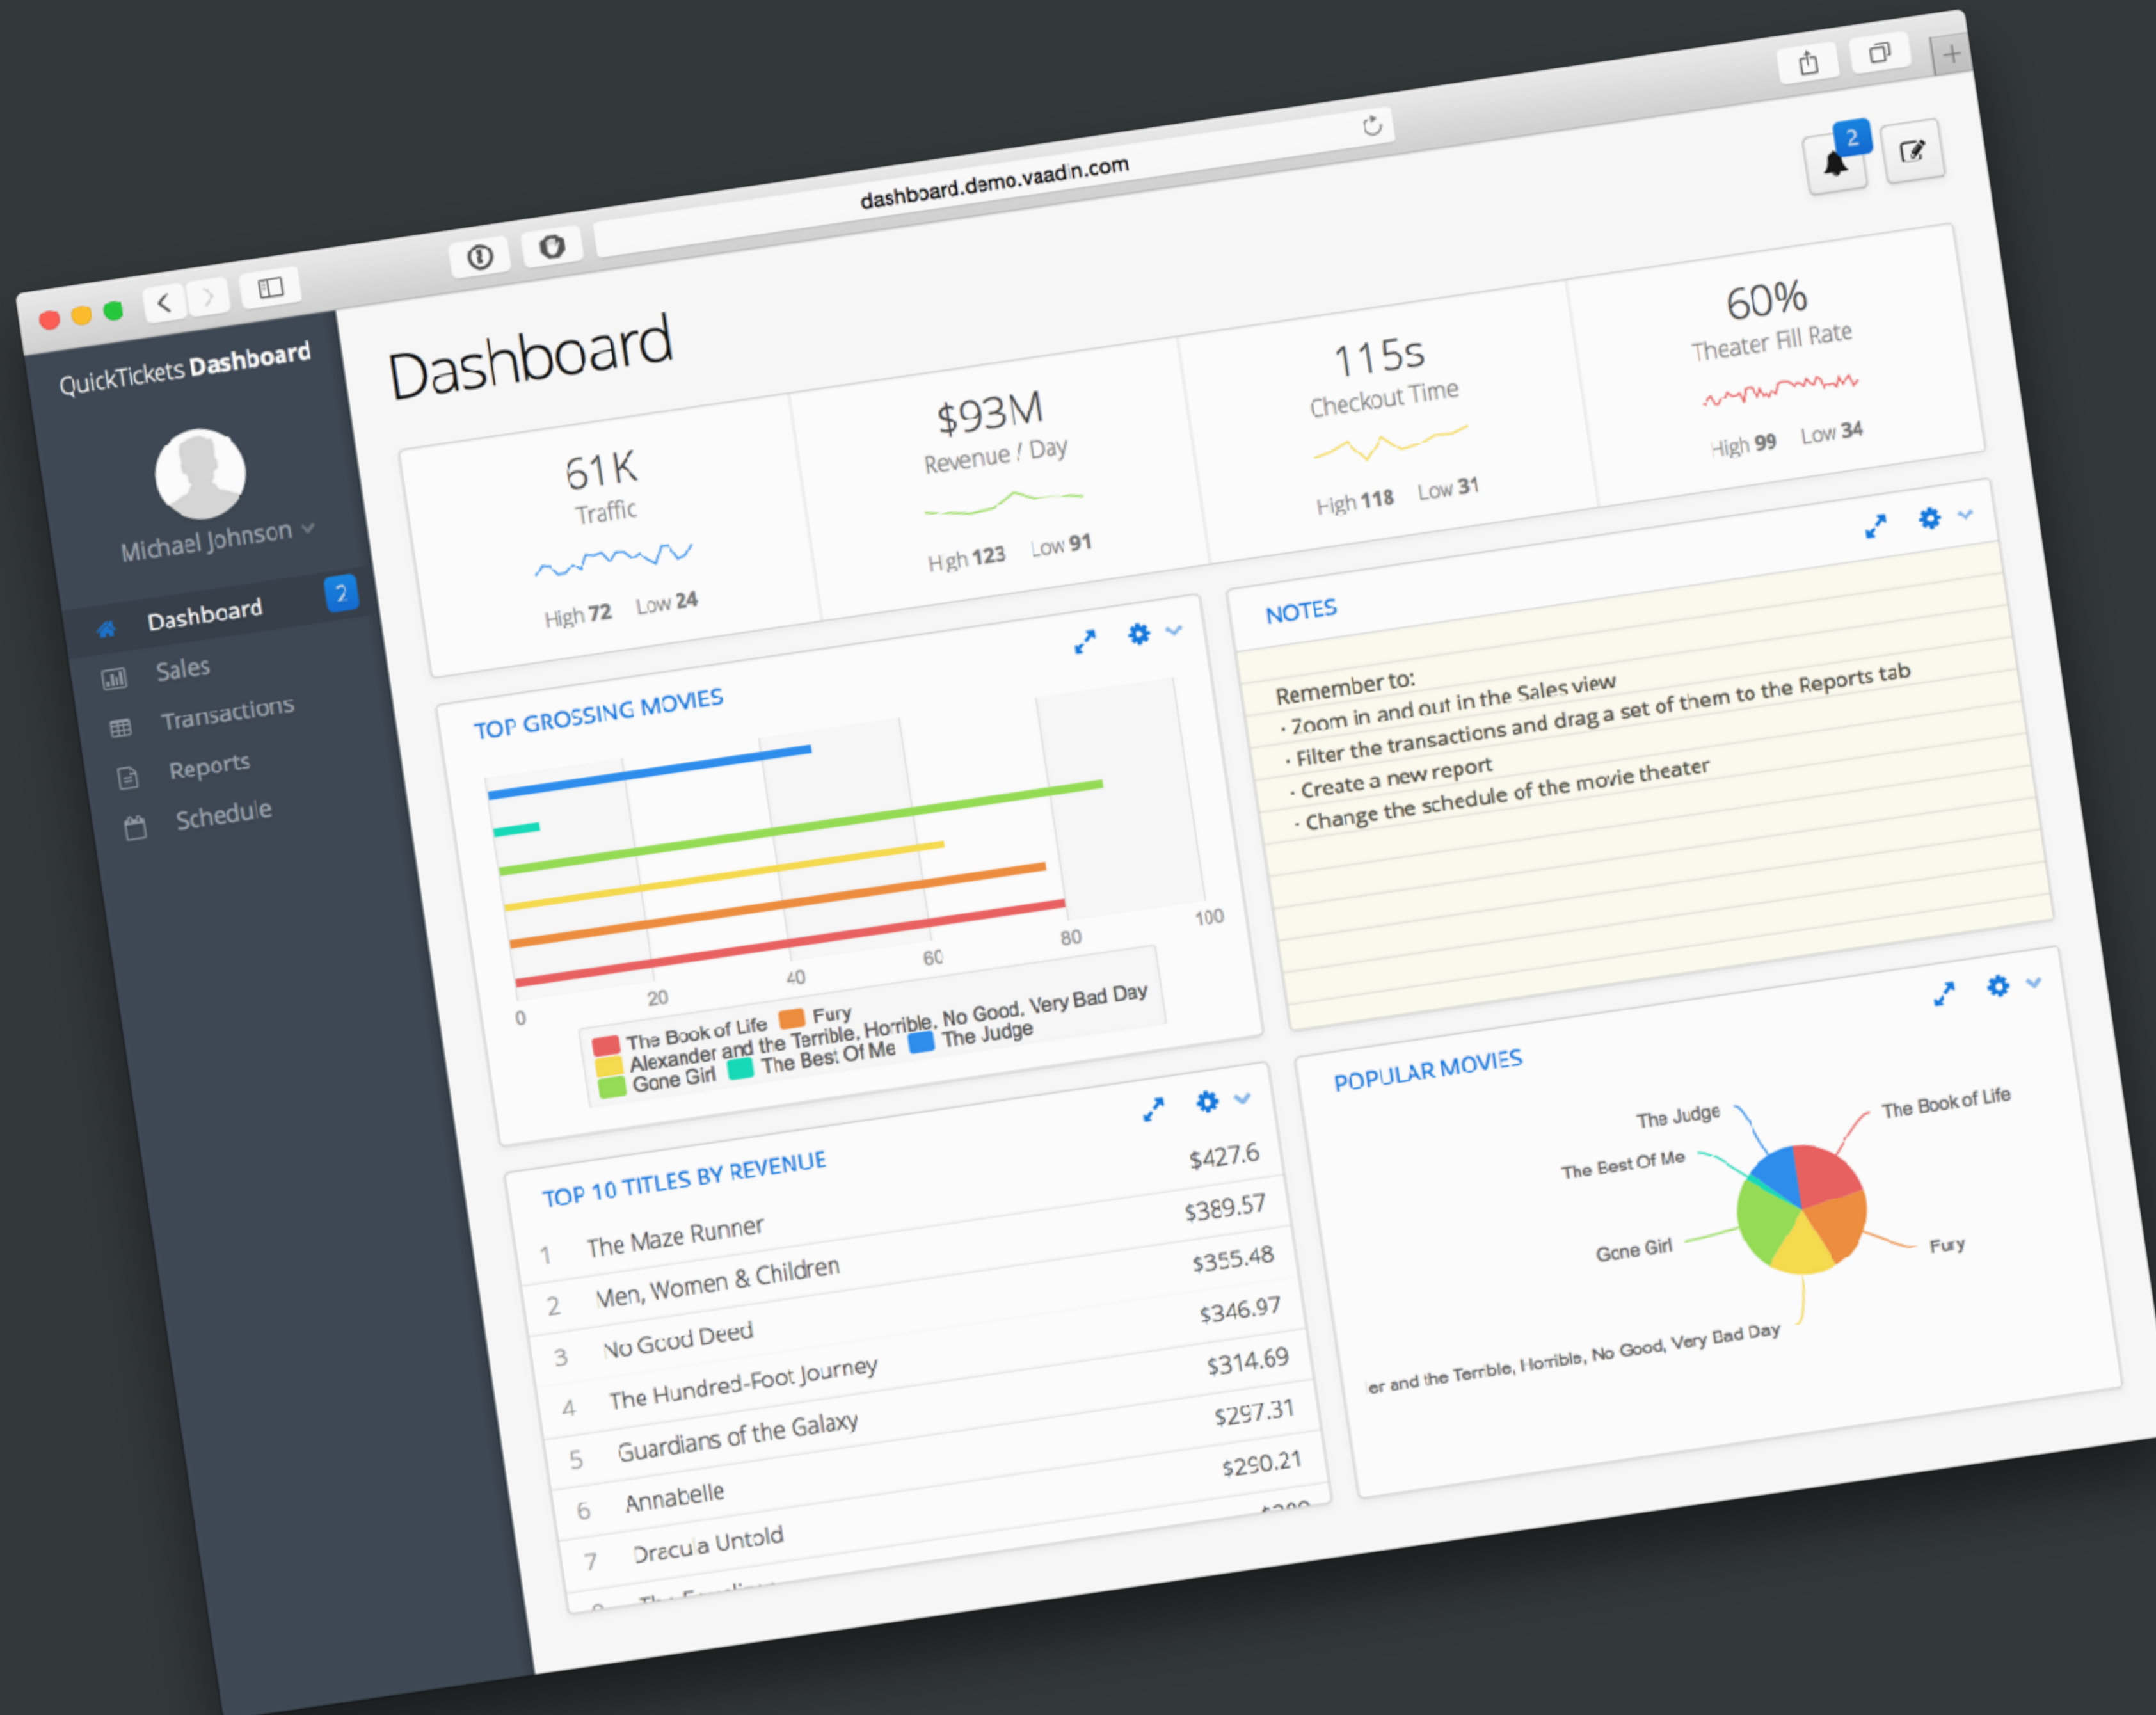 dashboard.demo.vaadin.com
QuickTickets Dashboard
Michael Johnson
Dashboard 2
Sales
Transactions
Reports
Schedule
2
Dashboard
61K
Traffic
High 72 Low 24
$93M
Revenue / Day
High 123 Low 91
115s
Checkout Time
High 118 Low 31
60%
Theater Fill Rate
High 99 Low 34
TOP GROSSING MOVIES
0 20 40 60 80 100
The Book of Life Fury
Alexander and the Terrible, Horrible, No Good, Very Bad Day
Gone Girl The Best Of Me The Judge
NOTES
Remember to:
· Zoom in and out in the Sales view
· Filter the transactions and drag a set of them to the Reports tab
· Create a new report
· Change the schedule of the movie theater
TOP 10 TITLES BY REVENUE
1 The Maze Runner $427.6
2 Men, Women & Children $389.57
3 No Good Deed $355.48
4 The Hundred-Foot Journey $346.97
5 Guardians of the Galaxy $314.69
6 Annabelle $297.31
7 Dracula Untold $290.21
POPULAR MOVIES
The Judge
The Book of Life
The Best Of Me
Gone Girl
Fury
er and the Terrible, Horrible, No Good, Very Bad Day